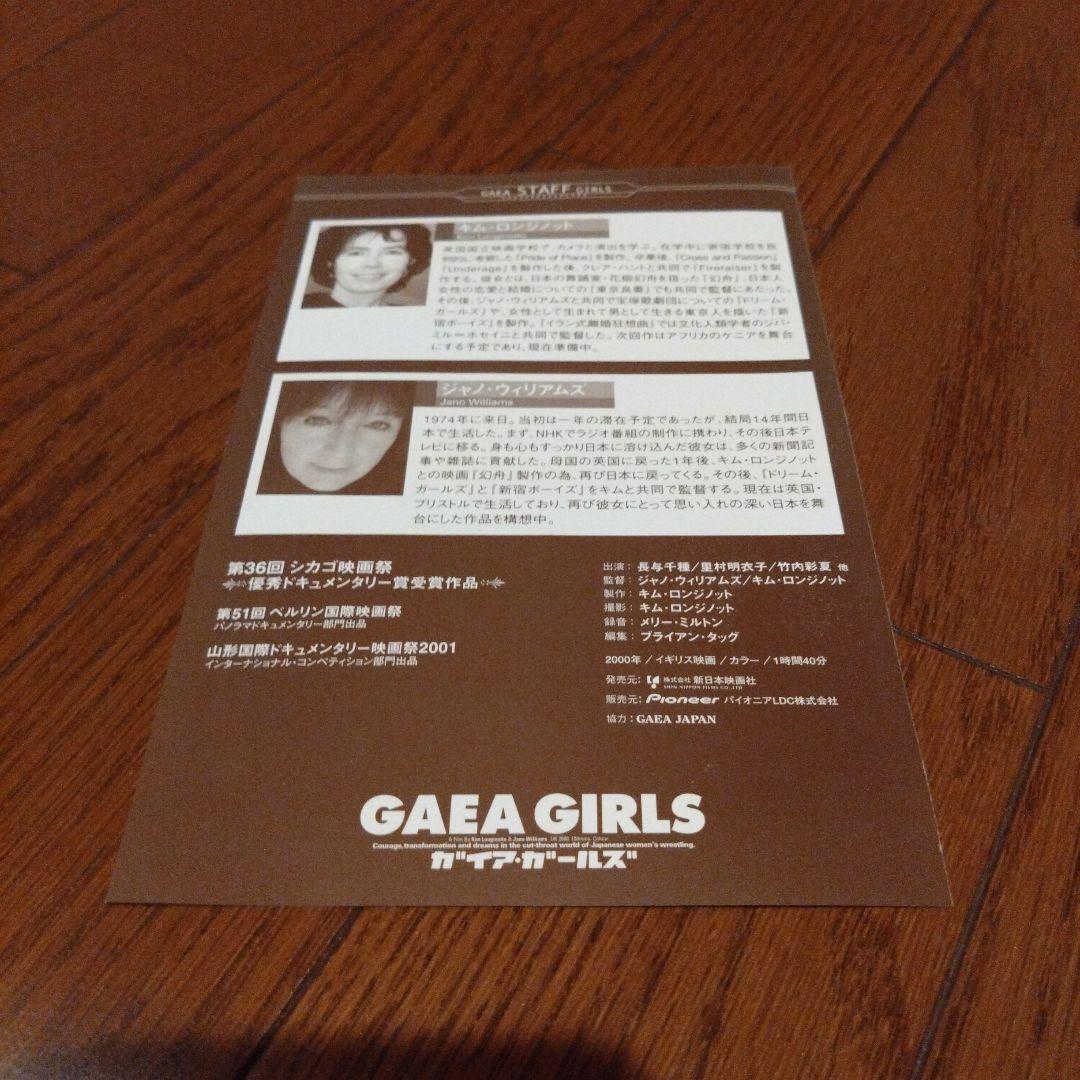 GAEA STAFF GIRLS
キム・ロンジノット
Kim Longinotto
英国国立映画学校で、カメラと演出を学ぶ。在学中に寄宿学校を
に考察した『Pride of Place』を製作。卒業後、『Cross and Passion』、
『Underage』を製作した後、クレア・ハントと共同で『Fireraiser』を製
作する。彼女とは、日本の舞踊家・花柳幻舟を描った『幻舟』、日本人
女性の恋愛と結婚についての『東京良妻』でも共同で監督にあたった。
その後、ジャノ・ウィリアムズと共同で宝塚歌劇団についての『ドリーム・
ガールズ』や、女性として生まれて男として生きる東京人を描いた『新
宿ボーイズ』を製作。『イラン式離婚狂想曲』では文化人類学者のジバ・
ミル=ホセイニと共同で監督した。次回作はアフリカのケニアを舞台
にする予定であり、現在準備中。
ジャノ・ウィリアムズ
Jano Williams
1974年に来日。当初は一年の滞在予定であったが、結局14年間日
本で生活した。まず、NHKでラジオ番組の制作に携わり、その後日本テ
レビに移る。身も心もすっかり日本に溶け込んだ彼女は、多くの新聞記
事や雑誌に貢献した。母国の英国に戻った1年後、キム・ロンジノット
との映画『幻舟』製作の為、再び日本に戻ってくる。その後、『ドリーム・
ガールズ』と『新宿ボーイズ』をキムと共同で監督する。現在は英国・
ブリストルで生活しており、再び彼女にとって思い入れの深い日本を舞
台にした作品を構想中。
第36回 シカゴ映画祭
優秀ドキュメンタリー賞受賞作品
第51回 ベルリン国際映画祭
パノラマドキュメンタリー部門出品
山形国際ドキュメンタリー映画祭2001
インターナショナル・コンペティション部門出品
出演：長与千種/里村明衣子/竹内彩夏 他
監督：ジャノ・ウィリアムズ/キム・ロンジノット
製作：キム・ロンジノット
撮影：キム・ロンジノット
録音：メリー・ミルトン
編集：ブライアン・タッグ
2000年/イギリス映画/カラー/1時間40分
発売元： 株式会社 新日本映画社
SHIN NIPPON FILMS CO.,LTD
販売元： Pioneer パイオニアLDC株式会社
協力：GAEA JAPAN
GAEA GIRLS
A Film By Kim Longinotto & Jano Williams UK 2000 Colour
Courage, transformation and dreams in the cut-throat world of Japanese women's wrestling.
ガイア・ガールズ